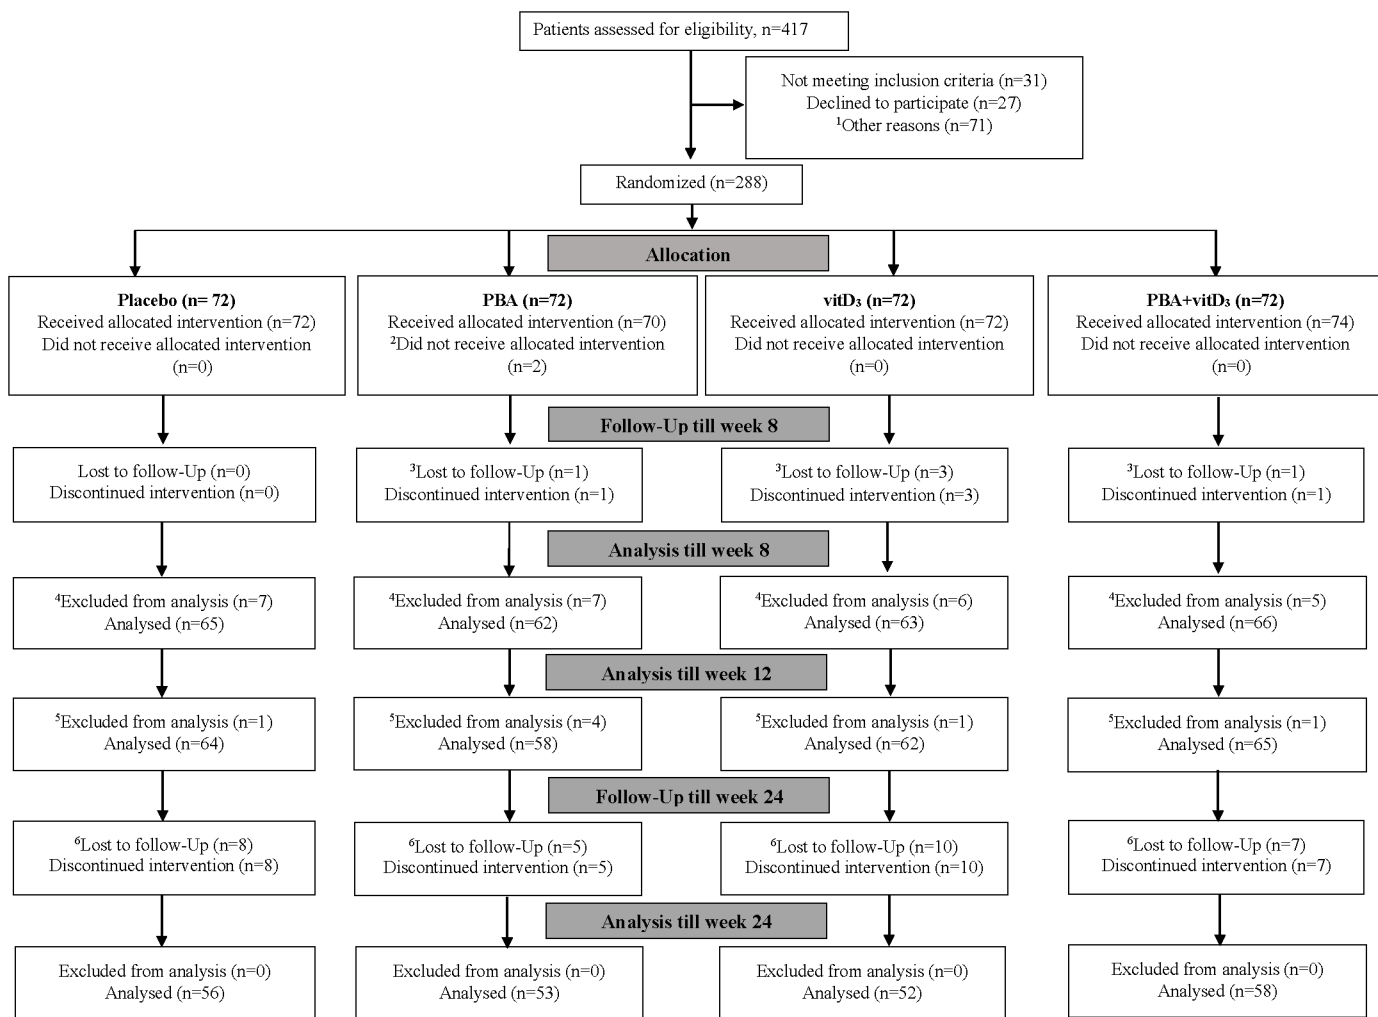 Patients assessed for eligibility, n=417
Not meeting inclusion criteria (n=31)
Declined to participate (n=27)
¹Other reasons (n=71)
Randomized (n=288)
Allocation
Placebo (n= 72)
Received allocated intervention (n=72)
Did not receive allocated intervention
(n=0)
PBA (n=72)
Received allocated intervention (n=70)
²Did not receive allocated intervention
(n=2)
vitD₃ (n=72)
Received allocated intervention (n=72)
Did not receive allocated intervention
(n=0)
PBA+vitD₃ (n=72)
Received allocated intervention (n=74)
Did not receive allocated intervention
(n=0)
Follow-Up till week 8
Lost to follow-Up (n=0)
Discontinued intervention (n=0)
³Lost to follow-Up (n=1)
Discontinued intervention (n=1)
³Lost to follow-Up (n=3)
Discontinued intervention (n=3)
³Lost to follow-Up (n=1)
Discontinued intervention (n=1)
Analysis till week 8
⁴Excluded from analysis (n=7)
Analysed (n=65)
⁴Excluded from analysis (n=7)
Analysed (n=62)
⁴Excluded from analysis (n=6)
Analysed (n=63)
⁴Excluded from analysis (n=5)
Analysed (n=66)
Analysis till week 12
⁵Excluded from analysis (n=1)
Analysed (n=64)
⁵Excluded from analysis (n=4)
Analysed (n=58)
⁵Excluded from analysis (n=1)
Analysed (n=62)
⁵Excluded from analysis (n=1)
Analysed (n=65)
Follow-Up till week 24
⁶Lost to follow-Up (n=8)
Discontinued intervention (n=8)
⁶Lost to follow-Up (n=5)
Discontinued intervention (n=5)
⁶Lost to follow-Up (n=10)
Discontinued intervention (n=10)
⁶Lost to follow-Up (n=7)
Discontinued intervention (n=7)
Analysis till week 24
Excluded from analysis (n=0)
Analysed (n=56)
Excluded from analysis (n=0)
Analysed (n=53)
Excluded from analysis (n=0)
Analysed (n=52)
Excluded from analysis (n=0)
Analysed (n=58)